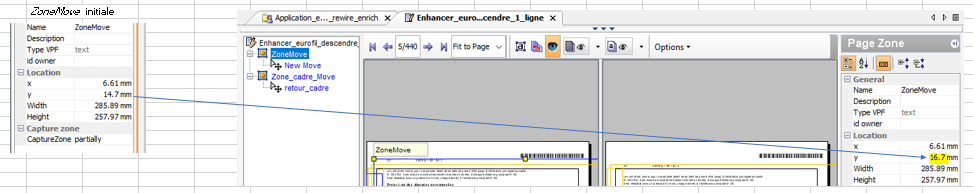 ZoneMove initiale
Name ZoneMove
Description
Type VPF text
id owner
Location
x 6.61 mm
y 14.7 mm
Width 285.89 mm
Height 257.97 mm
Capture zone
CaptureZone partially
Application_e..._rewire_enrich
Enhancer_euro...cendre_1_ligne
Enhancer_eurofil_descendre_
ZoneMove
New Move
Zone_cadre_Move
retour_cadre
5/440
Fit to Page
Options
ZoneMove
Page Zone
General
Name ZoneMove
Description
Type VPF text
id owner
Location
x 6.61 mm
y 16.7 mm
Width 285.89 mm
Height 257.97 mm